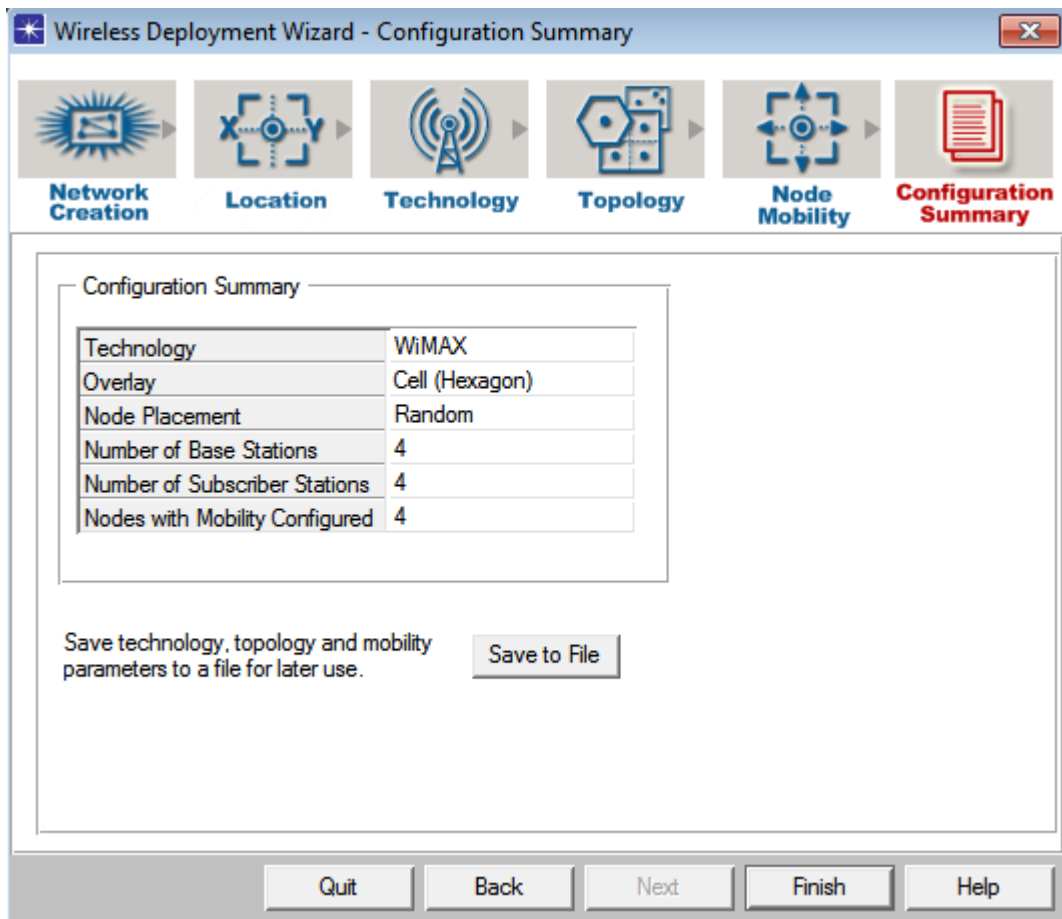 Wireless Deployment Wizard - Configuration Summary
X Y
Network Creation
Location
Technology
Topology
Node Mobility
Configuration Summary
Configuration Summary
Technology WiMAX
Overlay Cell (Hexagon)
Node Placement Random
Number of Base Stations 4
Number of Subscriber Stations 4
Nodes with Mobility Configured 4
Save technology, topology and mobility
parameters to a file for later use.
Save to File
Quit Back Next Finish Help